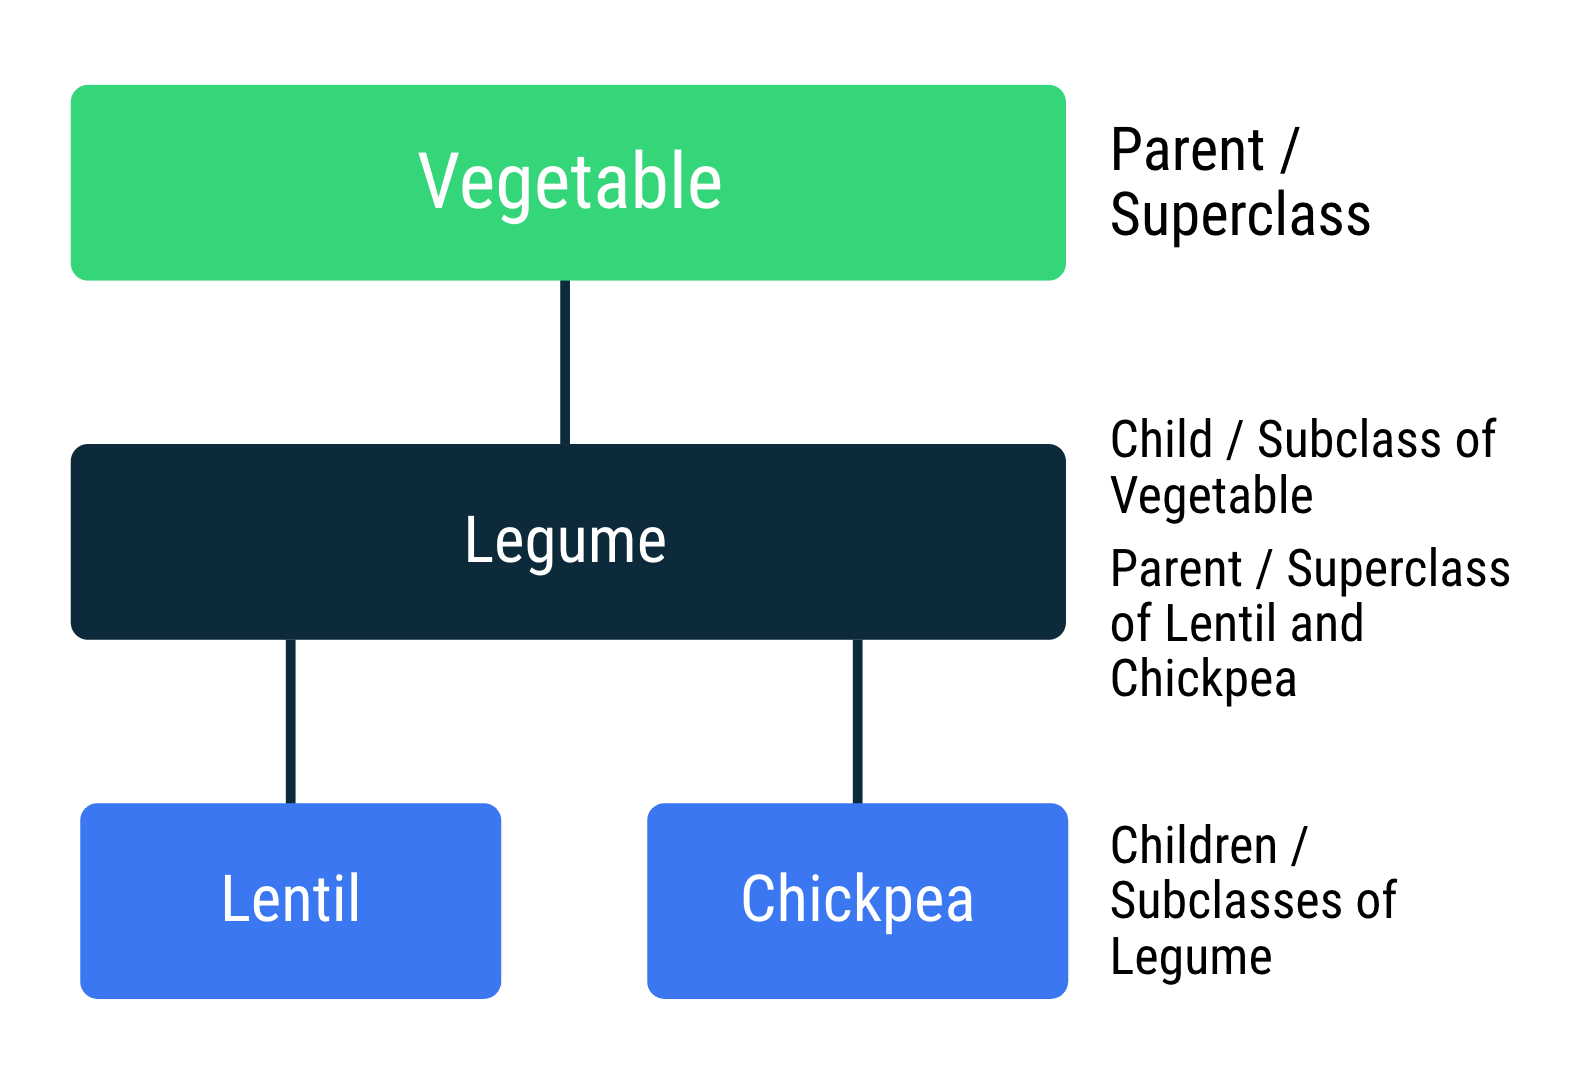 Vegetable
Parent /
Superclass
Legume
Child / Subclass of
Vegetable
Parent / Superclass
of Lentil and
Chickpea
Lentil
Chickpea
Children /
Subclasses of
Legume